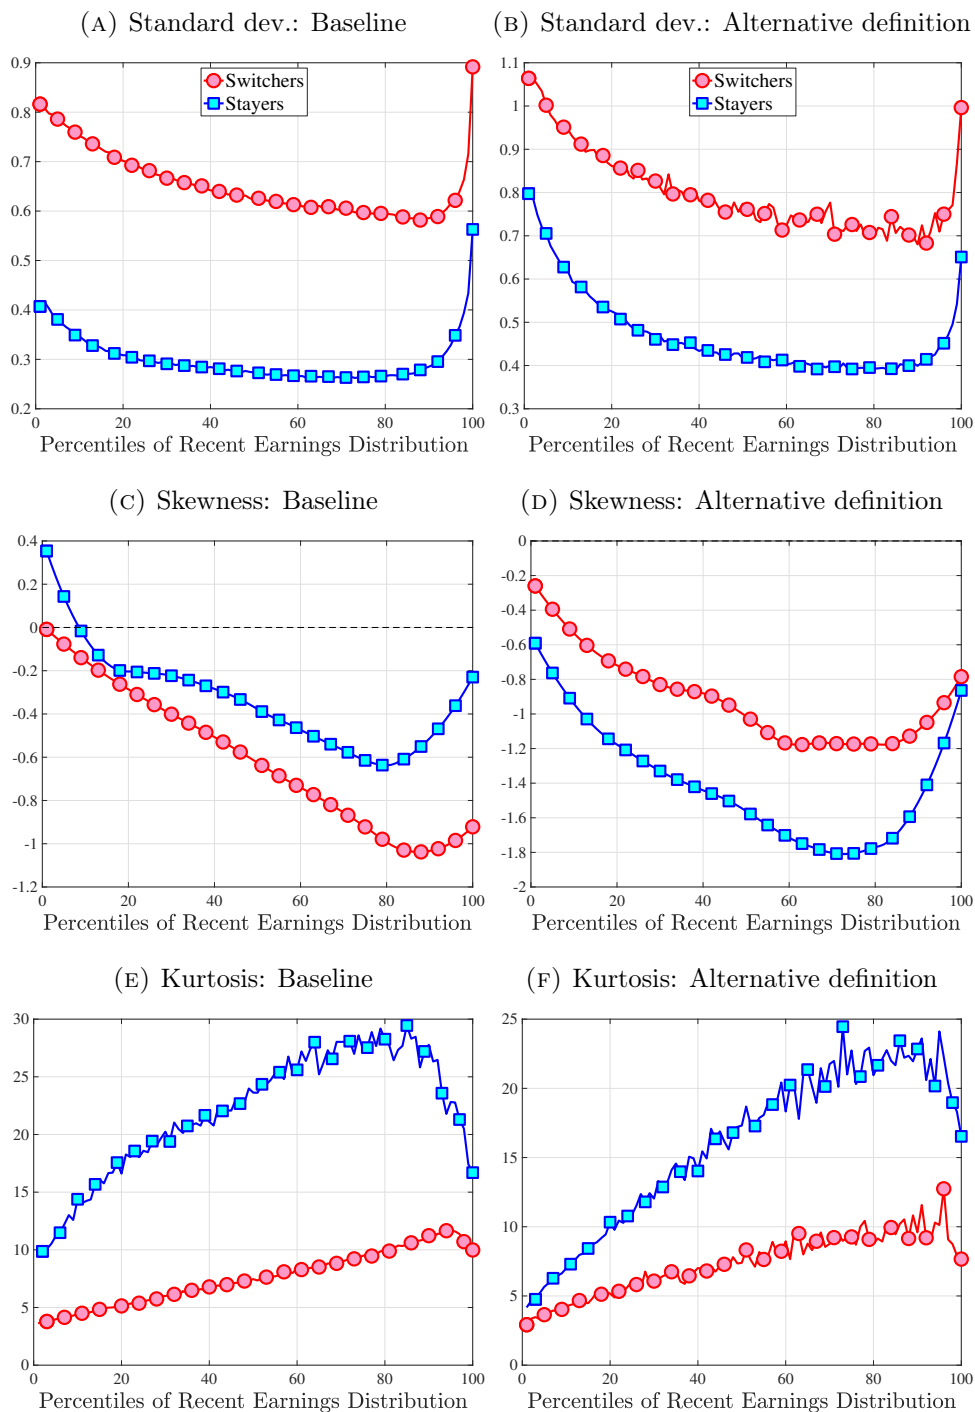 (A) Standard dev.: Baseline
0.9
0.8
0.7
0.6
0.5
0.4
0.3
0.2
Switchers
Stayers
0 20 40 60 80 100
Percentiles of Recent Earnings Distribution
(B) Standard dev.: Alternative definition
1.1
1
0.9
0.8
0.7
0.6
0.5
0.4
0.3
Switchers
Stayers
0 20 40 60 80 100
Percentiles of Recent Earnings Distribution
(C) Skewness: Baseline
0.4
0.2
0
-0.2
-0.4
-0.6
-0.8
-1
-1.2
0 20 40 60 80 100
Percentiles of Recent Earnings Distribution
(D) Skewness: Alternative definition
0
-0.2
-0.4
-0.6
-0.8
-1
-1.2
-1.4
-1.6
-1.8
-2
0 20 40 60 80 100
Percentiles of Recent Earnings Distribution
(E) Kurtosis: Baseline
30
25
20
15
10
5
0
0 20 40 60 80 100
Percentiles of Recent Earnings Distribution
(F) Kurtosis: Alternative definition
25
20
15
10
5
0
0 20 40 60 80 100
Percentiles of Recent Earnings Distribution